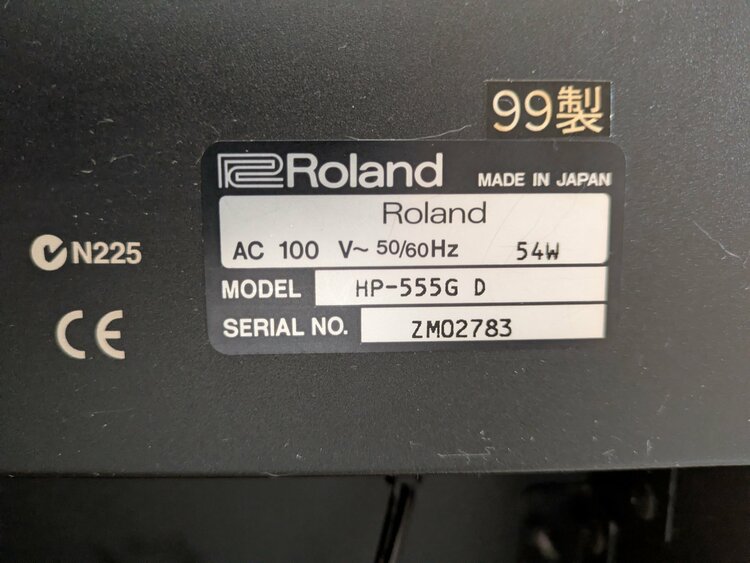 99製
Roland MADE IN JAPAN
Roland
AC 100 V~ 50/60Hz 54W
MODEL HP-555G D
SERIAL NO. ZM02783
N225
CE